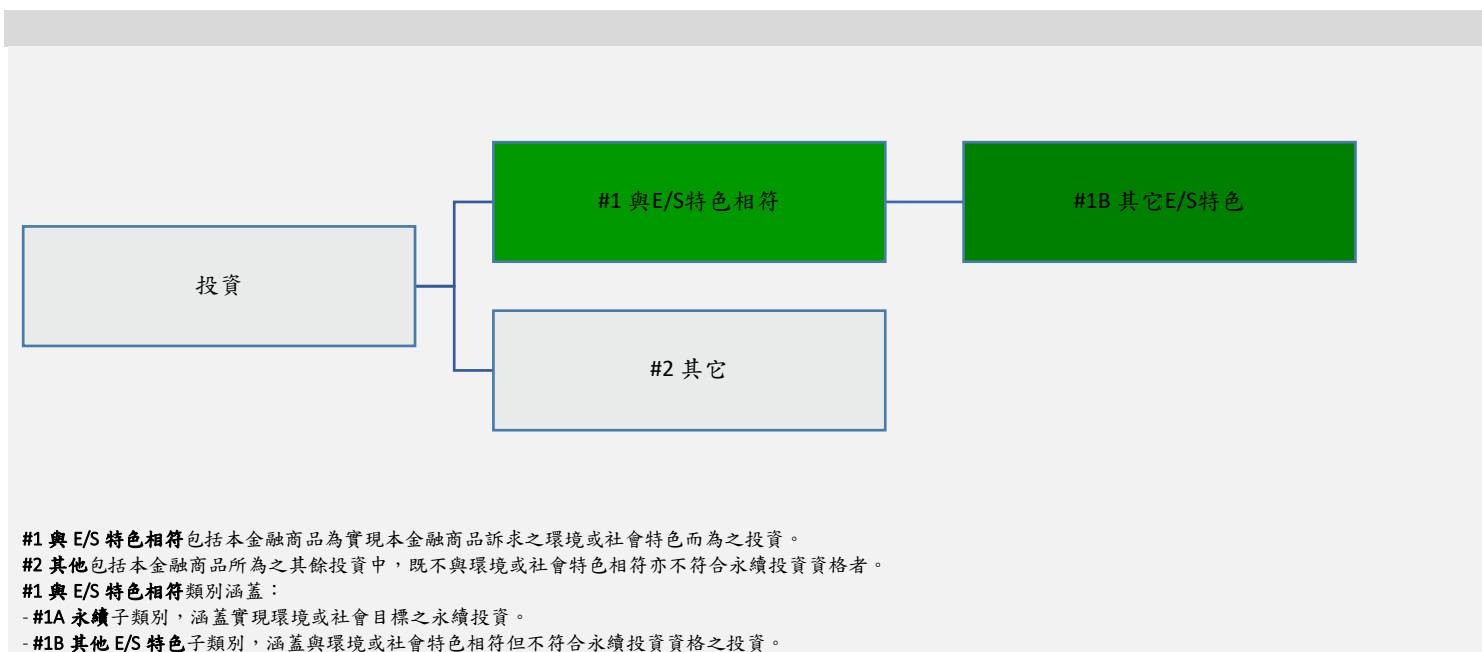 #1 與E/S特色相符
#1B 其它E/S特色
投資
#2 其它
#1 與 E/S 特色相符包括本金融商品為實現本金融商品訴求之環境或社會特色而為之投資。
#2 其他包括本金融商品所為之其餘投資中，既不與環境或社會特色相符亦不符合永續投資資格者。
#1 與 E/S 特色相符類別涵蓋：
- #1A 永續子類別，涵蓋實現環境或社會目標之永續投資。
- #1B 其他 E/S 特色子類別，涵蓋與環境或社會特色相符但不符合永續投資資格之投資。